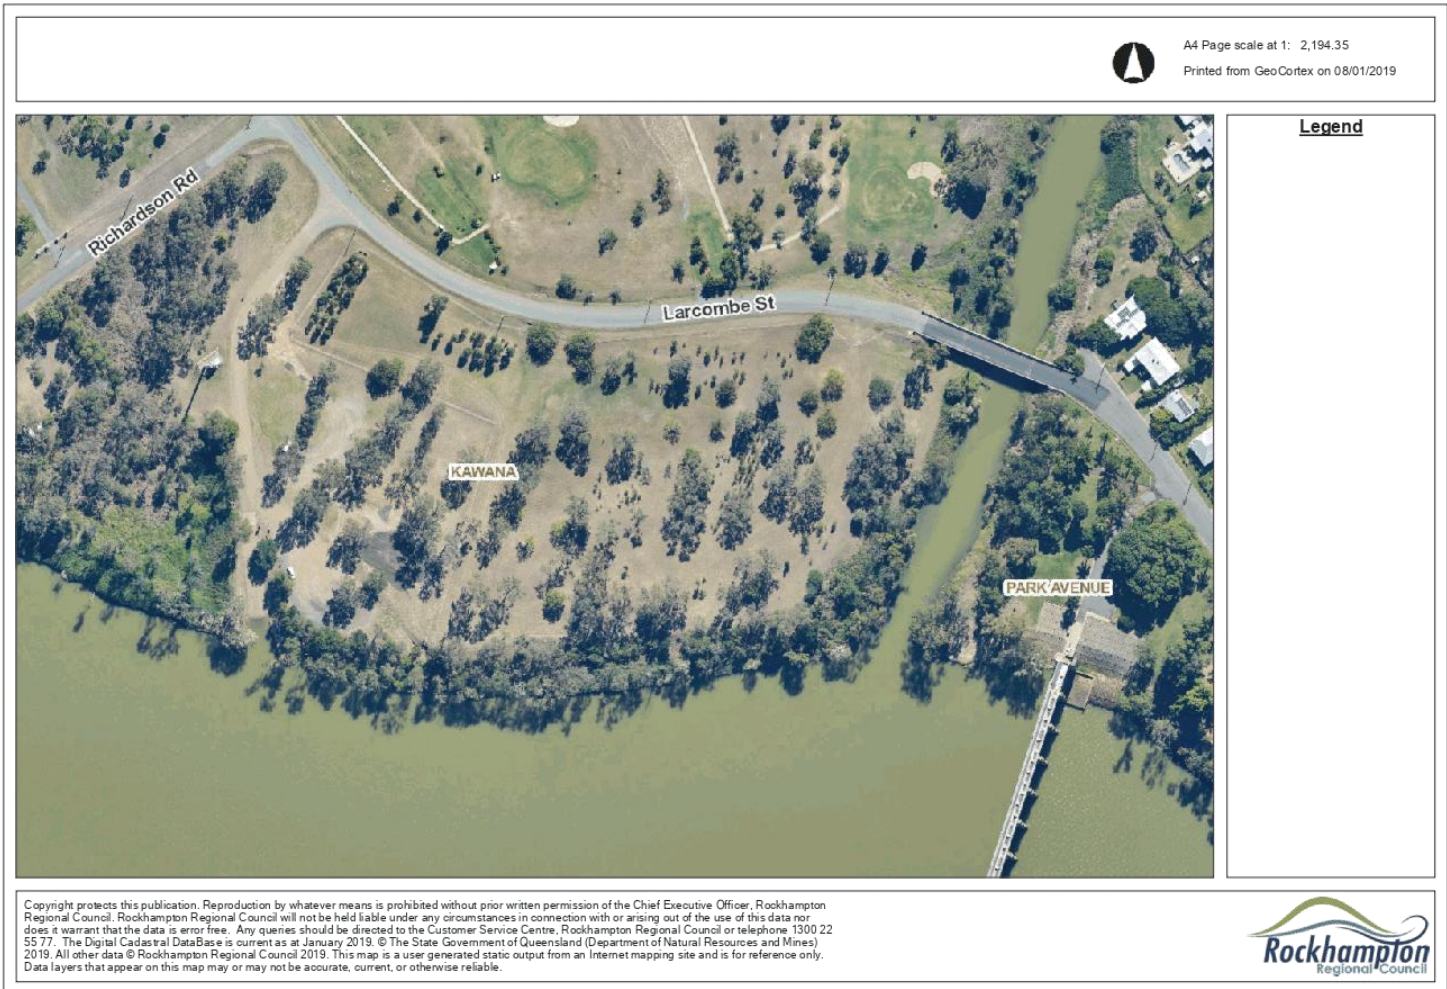 A4 Page scale at 1: 2,194.35
Printed from GeoCortex on 08/01/2019
Legend
Richardson Rd
Larcombe St
KAWANA
PARK AVENUE
Copyright protects this publication. Reproduction by whatever means is prohibited without prior written permission of the Chief Executive Officer, Rockhampton
Regional Council. Rockhampton Regional Council will not be held liable under any circumstances in connection with or arising out of the use of this data nor
does it warrant that the data is error free. Any queries should be directed to the Customer Service Centre, Rockhampton Regional Council or telephone 1300 22
55 77. The Digital Cadastral DataBase is current as at January 2019. © The State Government of Queensland (Department of Natural Resources and Mines)
2019. All other data © Rockhampton Regional Council 2019. This map is a user generated static output from an Internet mapping site and is for reference only.
Data layers that appear on this map may or may not be accurate, current, or otherwise reliable.
Rockhampton
Regional Council